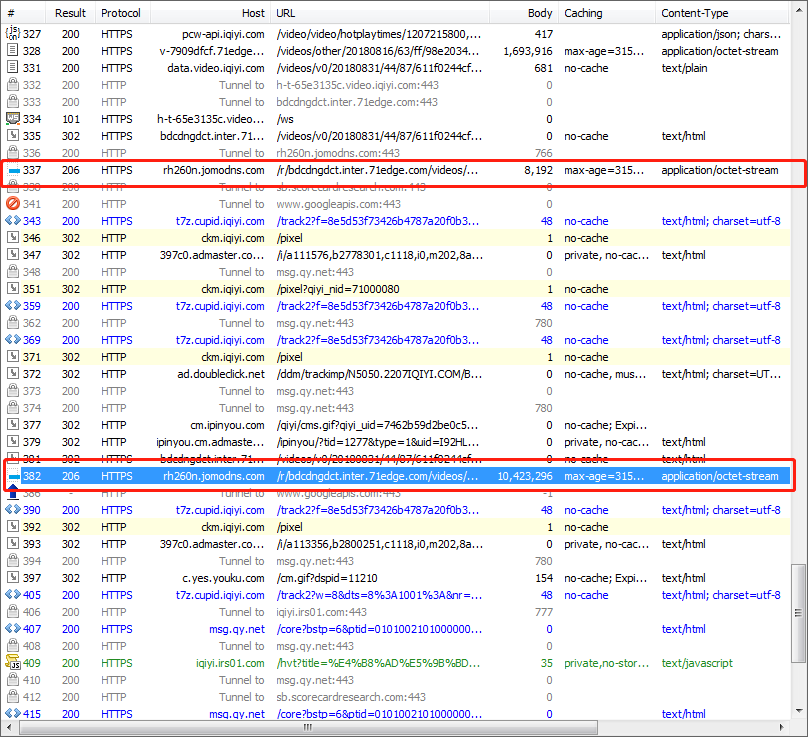 # Result Protocol Host URL Body Caching Content-Type
327 200 HTTPS pcw-api.iqiyi.com /video/video/hotplaytimes/1207215800,... 417 application/json; chars...
328 200 HTTPS v-7909dfcf.71edge... /videos/other/20180816/63/ff/98e2034... 1,693,916 max-age=315... application/octet-stream
331 200 HTTPS data.video.iqiyi.com /videos/v0/20180831/44/87/611f0244cf... 681 no-cache text/plain
332 200 HTTP Tunnel to h-t-65e3135c.video.iqiyi.com:443 0
333 200 HTTP Tunnel to bdcdngdct.inter.71edge.com:443 0
334 101 HTTPS h-t-65e3135c.video... /ws 0
335 302 HTTPS bdcdngdct.inter.71... /videos/v0/20180831/44/87/611f0244cf... 0 no-cache text/html
336 200 HTTP Tunnel to rh260n.jomodns.com:443 766
337 206 HTTPS rh260n.jomodns.com /r/bdcdngdct.inter.71edge.com/videos/... 8,192 max-age=315... application/octet-stream
338 200 HTTP Tunnel to sb.scorecardresearch.com:443 0
341 200 HTTP Tunnel to www.googleapis.com:443 0
343 200 HTTPS t7z.cupid.iqiyi.com /track2?f=8e5d53f73426b4787a20f0b3... 48 no-cache text/html; charset=utf-8
346 302 HTTP ckm.iqiyi.com /pixel 1 no-cache
347 302 HTTP 397c0.admaster.co... /i/a111576,b2778301,c1118,i0,m202,8a... 0 private, no-cac... text/html
348 200 HTTP Tunnel to msg.qy.net:443 0
351 302 HTTP ckm.iqiyi.com /pixel?qiyi_nid=71000080 1 no-cache
359 200 HTTPS t7z.cupid.iqiyi.com /track2?f=8e5d53f73426b4787a20f0b3... 48 no-cache text/html; charset=utf-8
362 200 HTTP Tunnel to msg.qy.net:443 780
369 200 HTTPS t7z.cupid.iqiyi.com /track2?f=8e5d53f73426b4787a20f0b3... 48 no-cache text/html; charset=utf-8
371 302 HTTP ckm.iqiyi.com /pixel 1 no-cache
372 302 HTTP ad.doubleclick.net /ddm/trackimp/N5050.2207IQIYI.COM/B... 0 no-cache, mus... text/html; charset=UT...
373 200 HTTP Tunnel to msg.qy.net:443 0
374 200 HTTP Tunnel to msg.qy.net:443 780
377 302 HTTP cm.ipinyou.com /qiyi/cms.gif?qiyi_uid=7462b59d2be0c5... 0 no-cache; Expi... text/html
379 302 HTTP ipinyou.cm.admaste... /ipinyou/?tid=1277&type=1&uid=I92HL... 0 private, no-cac... text/html
381 302 HTTPS bdcdngdct.inter.71... /videos/v0/20180831/44/87/611f0244cf... 0 no-cache text/html
382 206 HTTPS rh260n.jomodns.com /r/bdcdngdct.inter.71edge.com/videos/... 10,423,296 max-age=315... application/octet-stream
386 - HTTP Tunnel to www.googleapis.com:443 -1
390 200 HTTPS t7z.cupid.iqiyi.com /track2?f=8e5d53f73426b4787a20f0b3... 48 no-cache text/html; charset=utf-8
392 302 HTTP ckm.iqiyi.com /pixel 1 no-cache
393 302 HTTP 397c0.admaster.co... /i/a113356,b2800251,c1118,i0,m202,8a... 0 private, no-cac... text/html
394 200 HTTP Tunnel to msg.qy.net:443 780
397 302 HTTP c.yes.youku.com /cm.gif?dspid=11210 154 no-cache; Expi... text/html
405 200 HTTPS t7z.cupid.iqiyi.com /track2?w=8&dts=8%3A1001%3A&nr=... 48 no-cache text/html; charset=utf-8
406 200 HTTP Tunnel to iqiyi.irs01.com:443 777
407 200 HTTPS msg.qy.net /core?bstp=6&ptid=0101002101000000... 0 text/html
408 200 HTTP Tunnel to msg.qy.net:443 0
409 200 HTTPS iqiyi.irs01.com /hvt?title=%E4%B8%AD%E5%9B%BD... 35 private,no-stor... text/javascript
410 200 HTTP Tunnel to msg.qy.net:443 0
412 200 HTTP Tunnel to sb.scorecardresearch.com:443 0
415 200 HTTPS msg.qy.net /core?bstp=6&ptid=0101002101000000... 0 text/html